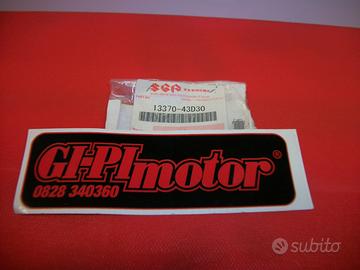 SGP
13370-43D30
GI-PI motor®
0828 340360
subito